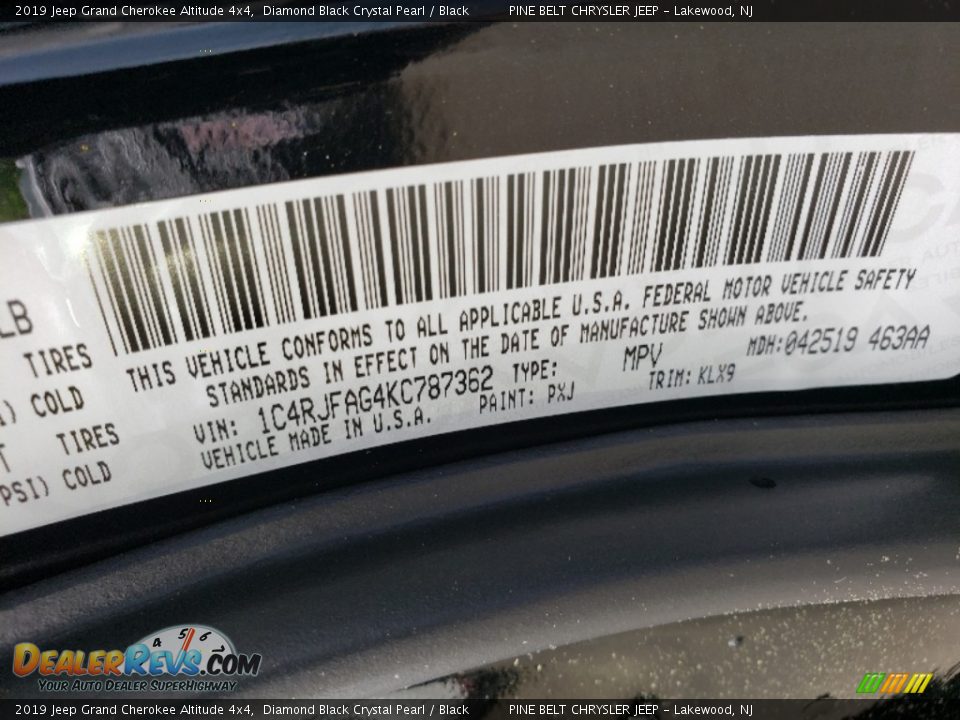 2019 Jeep Grand Cherokee Altitude 4x4, Diamond Black Crystal Pearl / Black PINE BELT CHRYSLER JEEP - Lakewood, NJ
LB
TIRES
COLD
TIRES
PSI) COLD
THIS VEHICLE CONFORMS TO ALL APPLICABLE U.S.A. FEDERAL MOTOR VEHICLE SAFETY
STANDARDS IN EFFECT ON THE DATE OF MANUFACTURE SHOWN ABOVE.
VIN: 1C4RJFAG4KC787362 TYPE: MPV MDH:042519 463AA
VEHICLE MADE IN U.S.A. PAINT: PXJ TRIM: KLX9
4 5 6
DEALERREVS.COM
YOUR AUTO DEALER SUPERHIGHWAY
2019 Jeep Grand Cherokee Altitude 4x4, Diamond Black Crystal Pearl / Black PINE BELT CHRYSLER JEEP - Lakewood, NJ